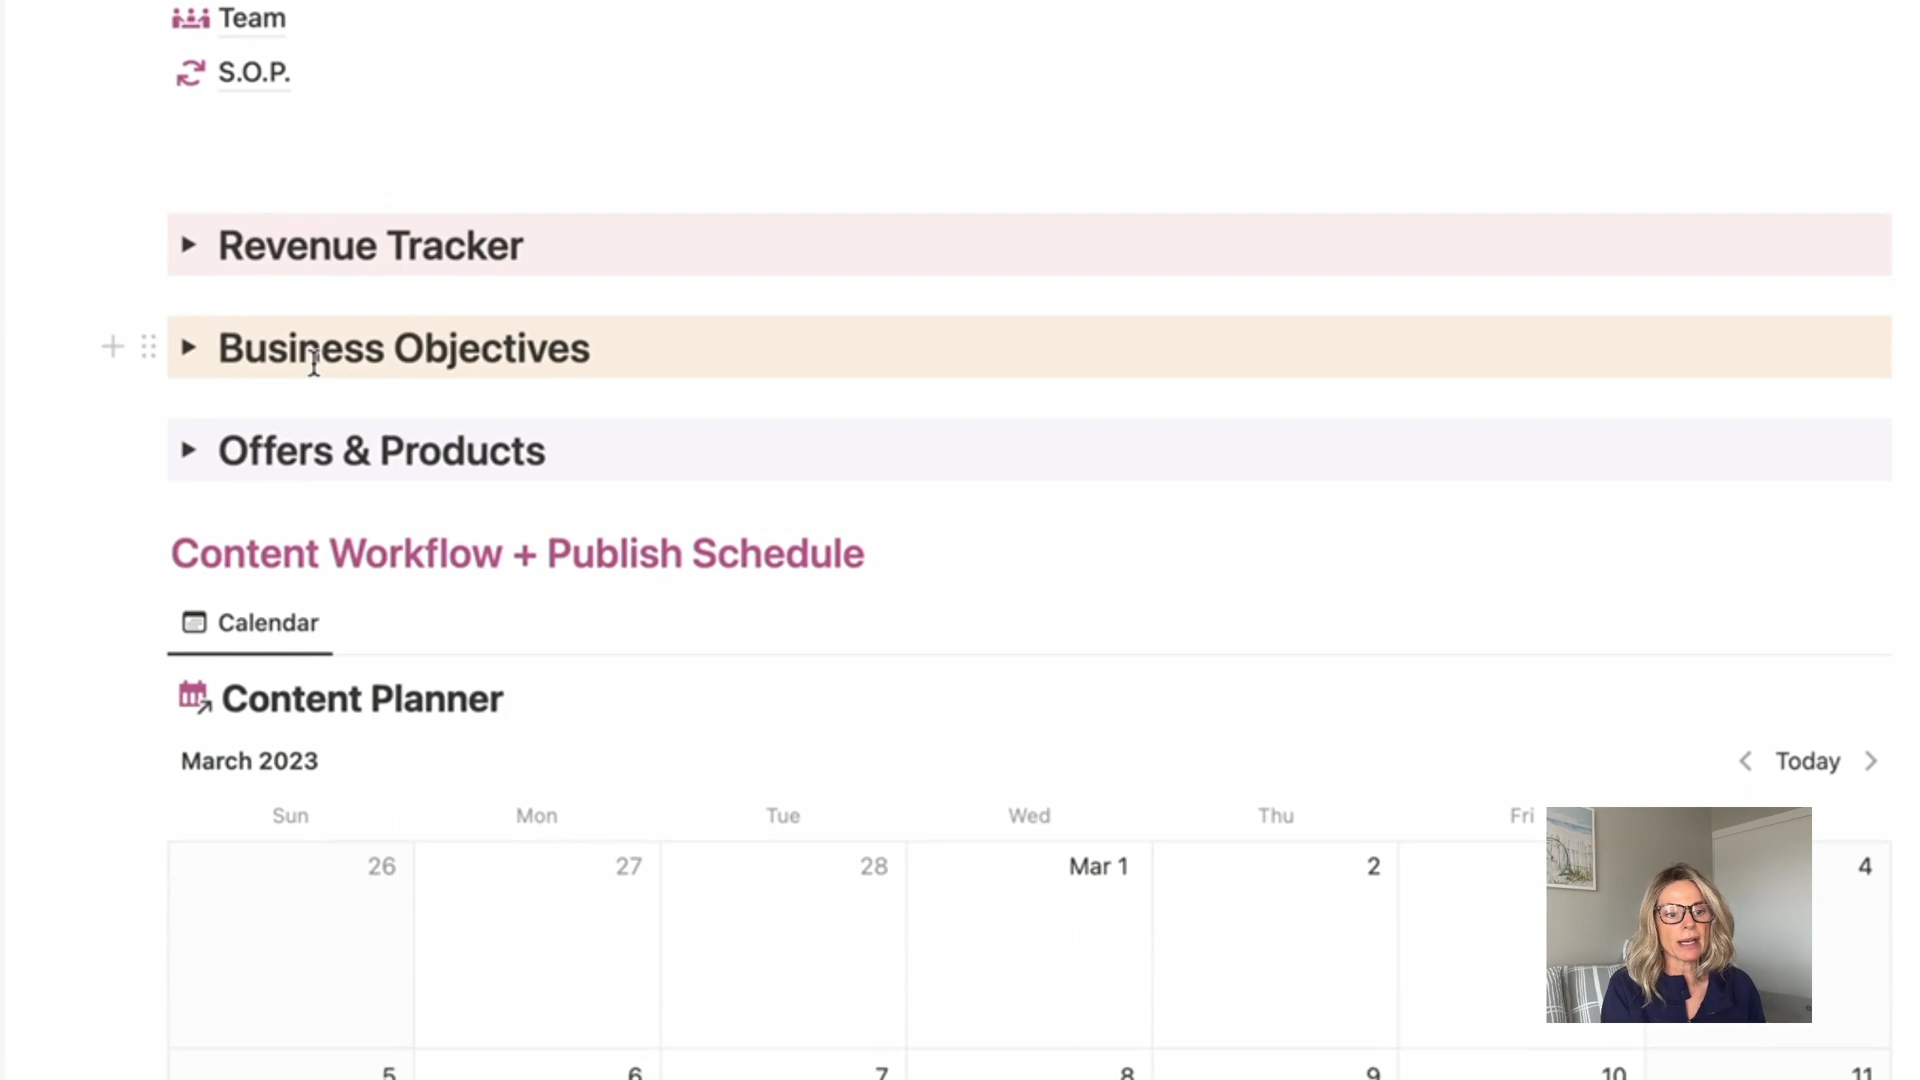 Team
S.O.P.
Revenue Tracker
Business Objectives
Offers & Products
Content Workflow + Publish Schedule
Calendar
Content Planner
March 2023
Today
Sun Mon Tue Wed Thu Fri
26 27 28 Mar 1 2 4
5 6 7 8 9 10 11